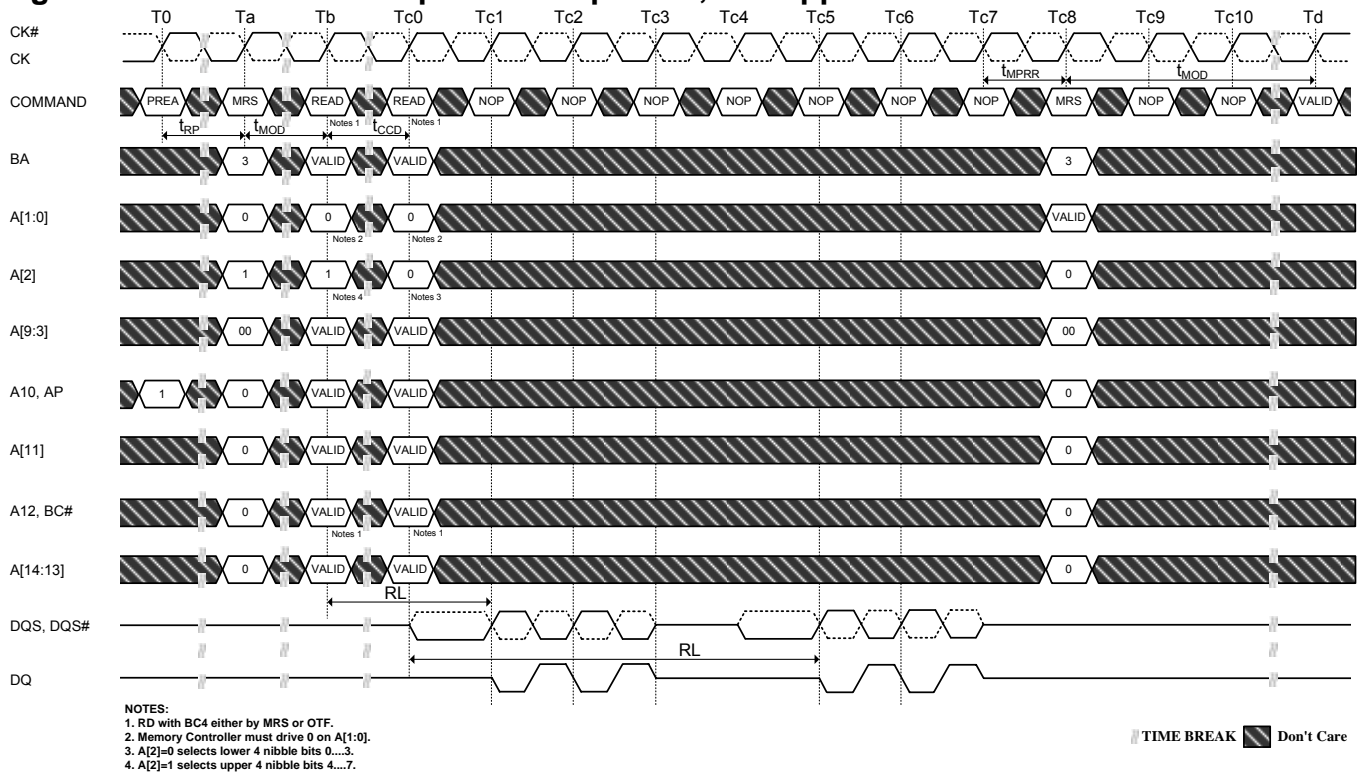 T0 Ta Tb Tc0 Tc1 Tc2 Tc3 Tc4 Tc5 Tc6 Tc7 Tc8 Tc9 Tc10 Td
CK#
CK
tMPRR tMOD
COMMAND PREA MRS READ READ NOP NOP NOP NOP NOP NOP NOP MRS NOP NOP VALID
Notes 1 Notes 1
tRP tMOD tCCD
BA 3 VALID VALID 3
A[1:0] 0 0 0 VALID
Notes 2 Notes 2
A[2] 1 1 0 0
Notes 4 Notes 3
A[9:3] 00 VALID VALID 00
A10, AP 1 0 VALID VALID 0
A[11] 0 VALID VALID 0
A12, BC# 0 VALID VALID 0
Notes 1 Notes 1
A[14:13] 0 VALID VALID 0
RL
DQS, DQS#
RL
DQ
NOTES:
1. RD with BC4 either by MRS or OTF.
2. Memory Controller must drive 0 on A[1:0].
3. A[2]=0 selects lower 4 nibble bits 0....3.
4. A[2]=1 selects upper 4 nibble bits 4....7.
TIME BREAK Don't Care